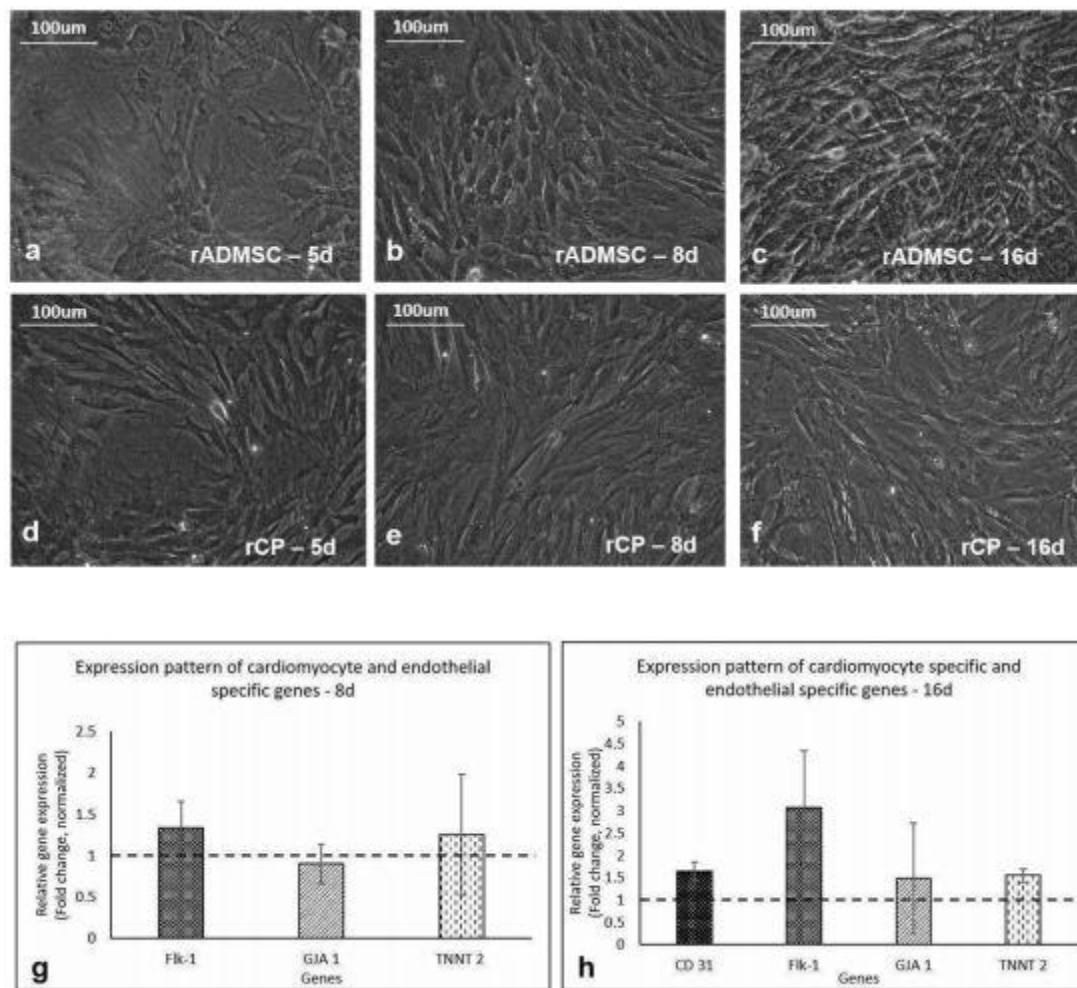 100um
a
rADMSC – 5d
100um
b
rADMSC – 8d
100um
c
rADMSC – 16d
100um
d
rCP – 5d
100um
e
rCP – 8d
100um
f
rCP – 16d
Expression pattern of cardiomyocyte and endothelial
specific genes - 8d
Relative gene expression
(Fold change, normalized)
2.5
2
1.5
1
0.5
0
Flk-1
GJA 1
TNNT 2
Genes
g
Expression pattern of cardiomyocyte specific and
endothelial specific genes - 16d
Relative gene expression
(Fold change, normalized)
5
4.5
4
3.5
3
2.5
2
1.5
1
0.5
0
CD 31
Flk-1
GJA 1
TNNT 2
Genes
h